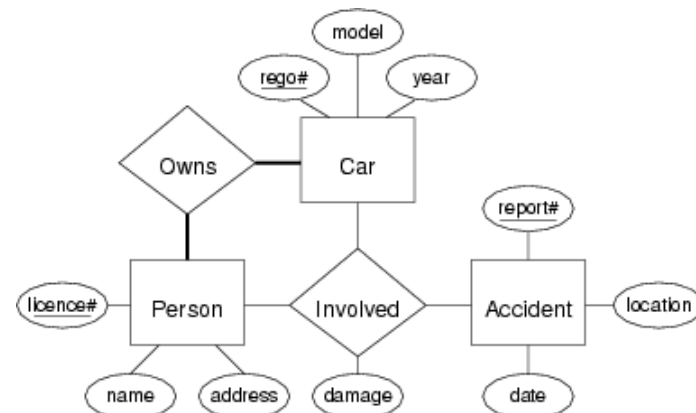 model
rego#
year
Owns
Car
report#
licence#
Person
Involved
Accident
location
name
address
damage
date